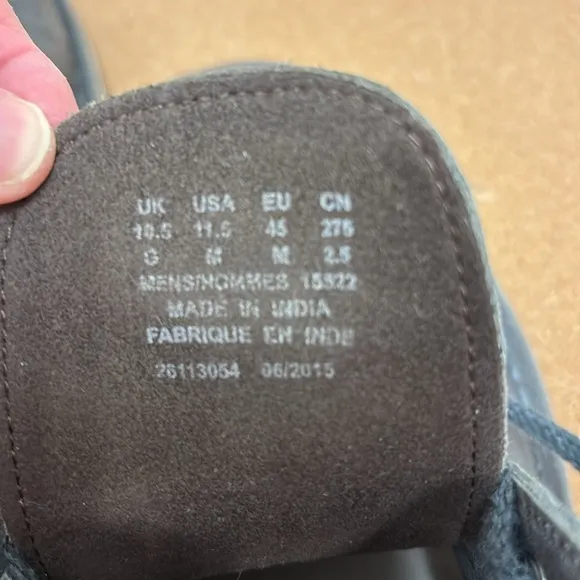 UK USA EU CN
10.5 11.5 45 275
G M M 2.5
MENS/HOMMES 15522
MADE IN INDIA
FABRIQUE EN INDE
26113054 06/2015